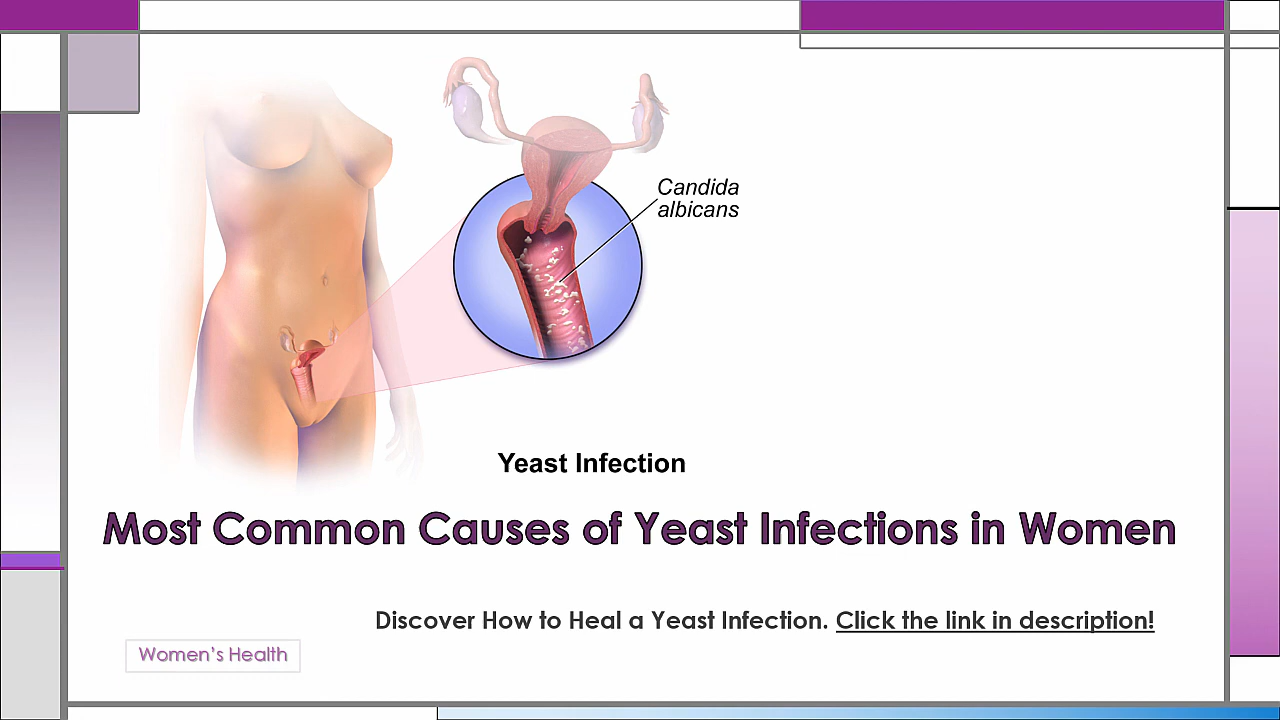 Candida
albicans
Yeast Infection
Most Common Causes of Yeast Infections in Women
Discover How to Heal a Yeast Infection. Click the link in description!
Women’s Health